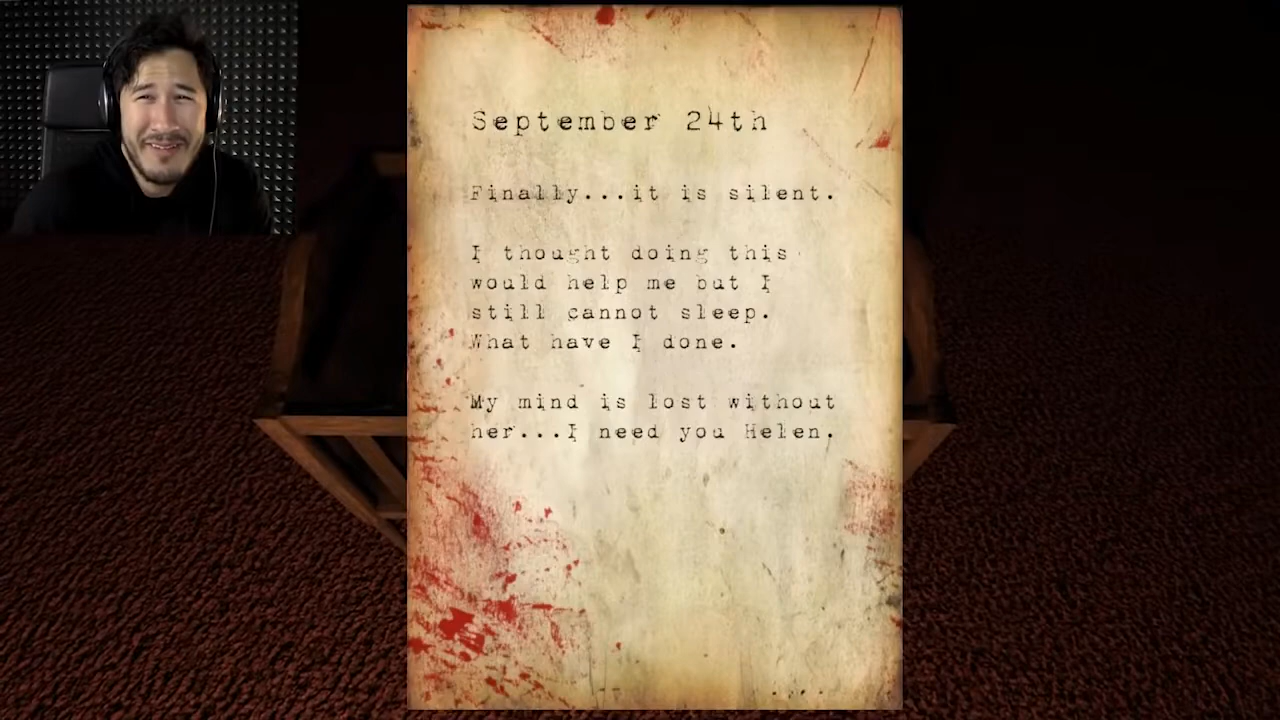 September 24th
Finally...it is silent.
I thought doing this
would help me but I
still cannot sleep.
What have I done.
My mind is lost without
her...I need you Helen.